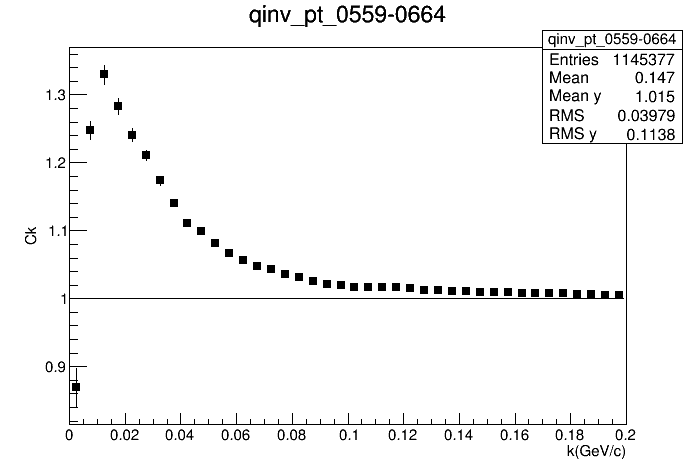 qinv_pt_0559-0664
qinv_pt_0559-0664
Entries 1145377
Mean 0.147
Mean y 1.015
RMS 0.03979
RMS y 0.1138
1.3
1.2
1.1
1
0.9
Ck
0 0.02 0.04 0.06 0.08 0.1 0.12 0.14 0.16 0.18 0.2
k(GeV/c)